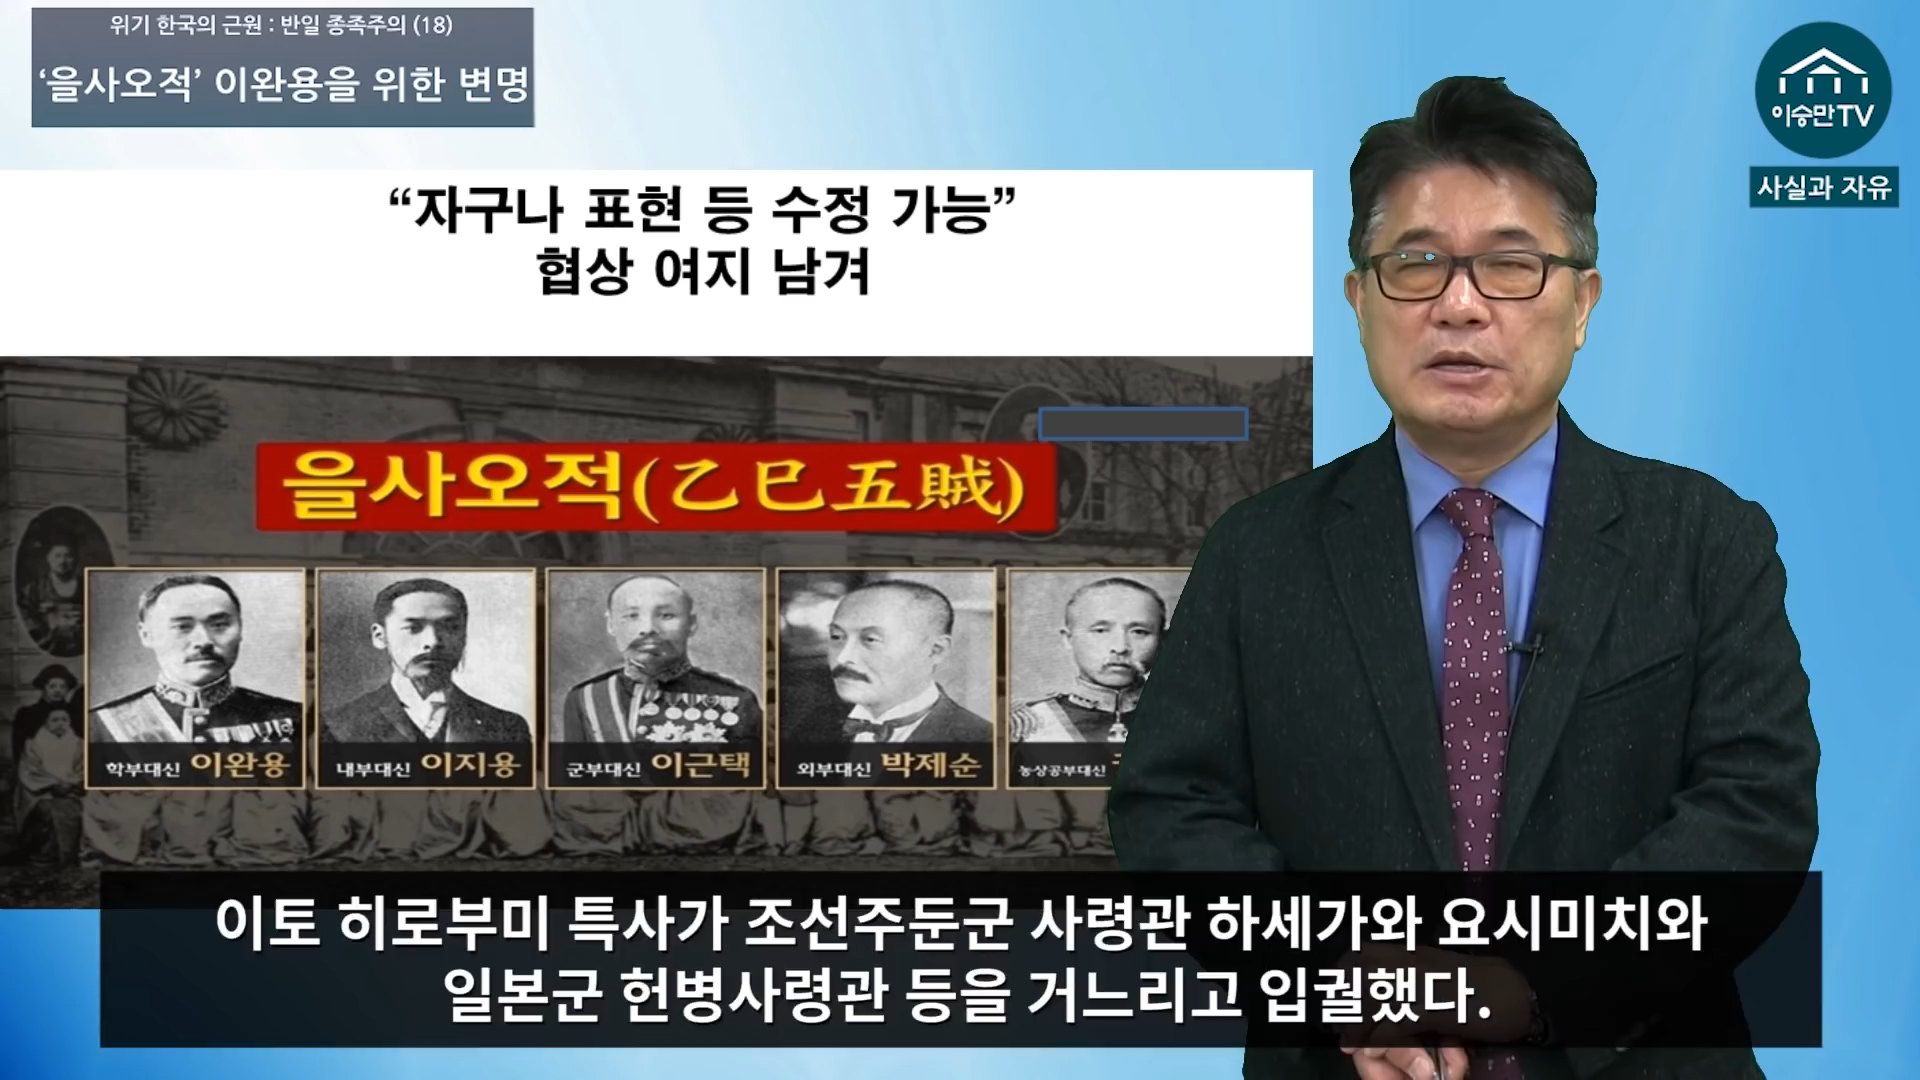 위기 한국의 근원 : 반일 종족주의 (18)
‘을사오적’ 이완용을 위한 변명
이승만TV
사실과 자유
“자구나 표현 등 수정 가능”
협상 여지 남겨
을사오적(乙巳五賊)
학부대신 이완용
내부대신 이지용
군부대신 이근택
외부대신 박제순
농상공부대신
이토 히로부미 특사가 조선주둔군 사령관 하세가와 요시미치와
일본군 헌병사령관 등을 거느리고 입궐했다.